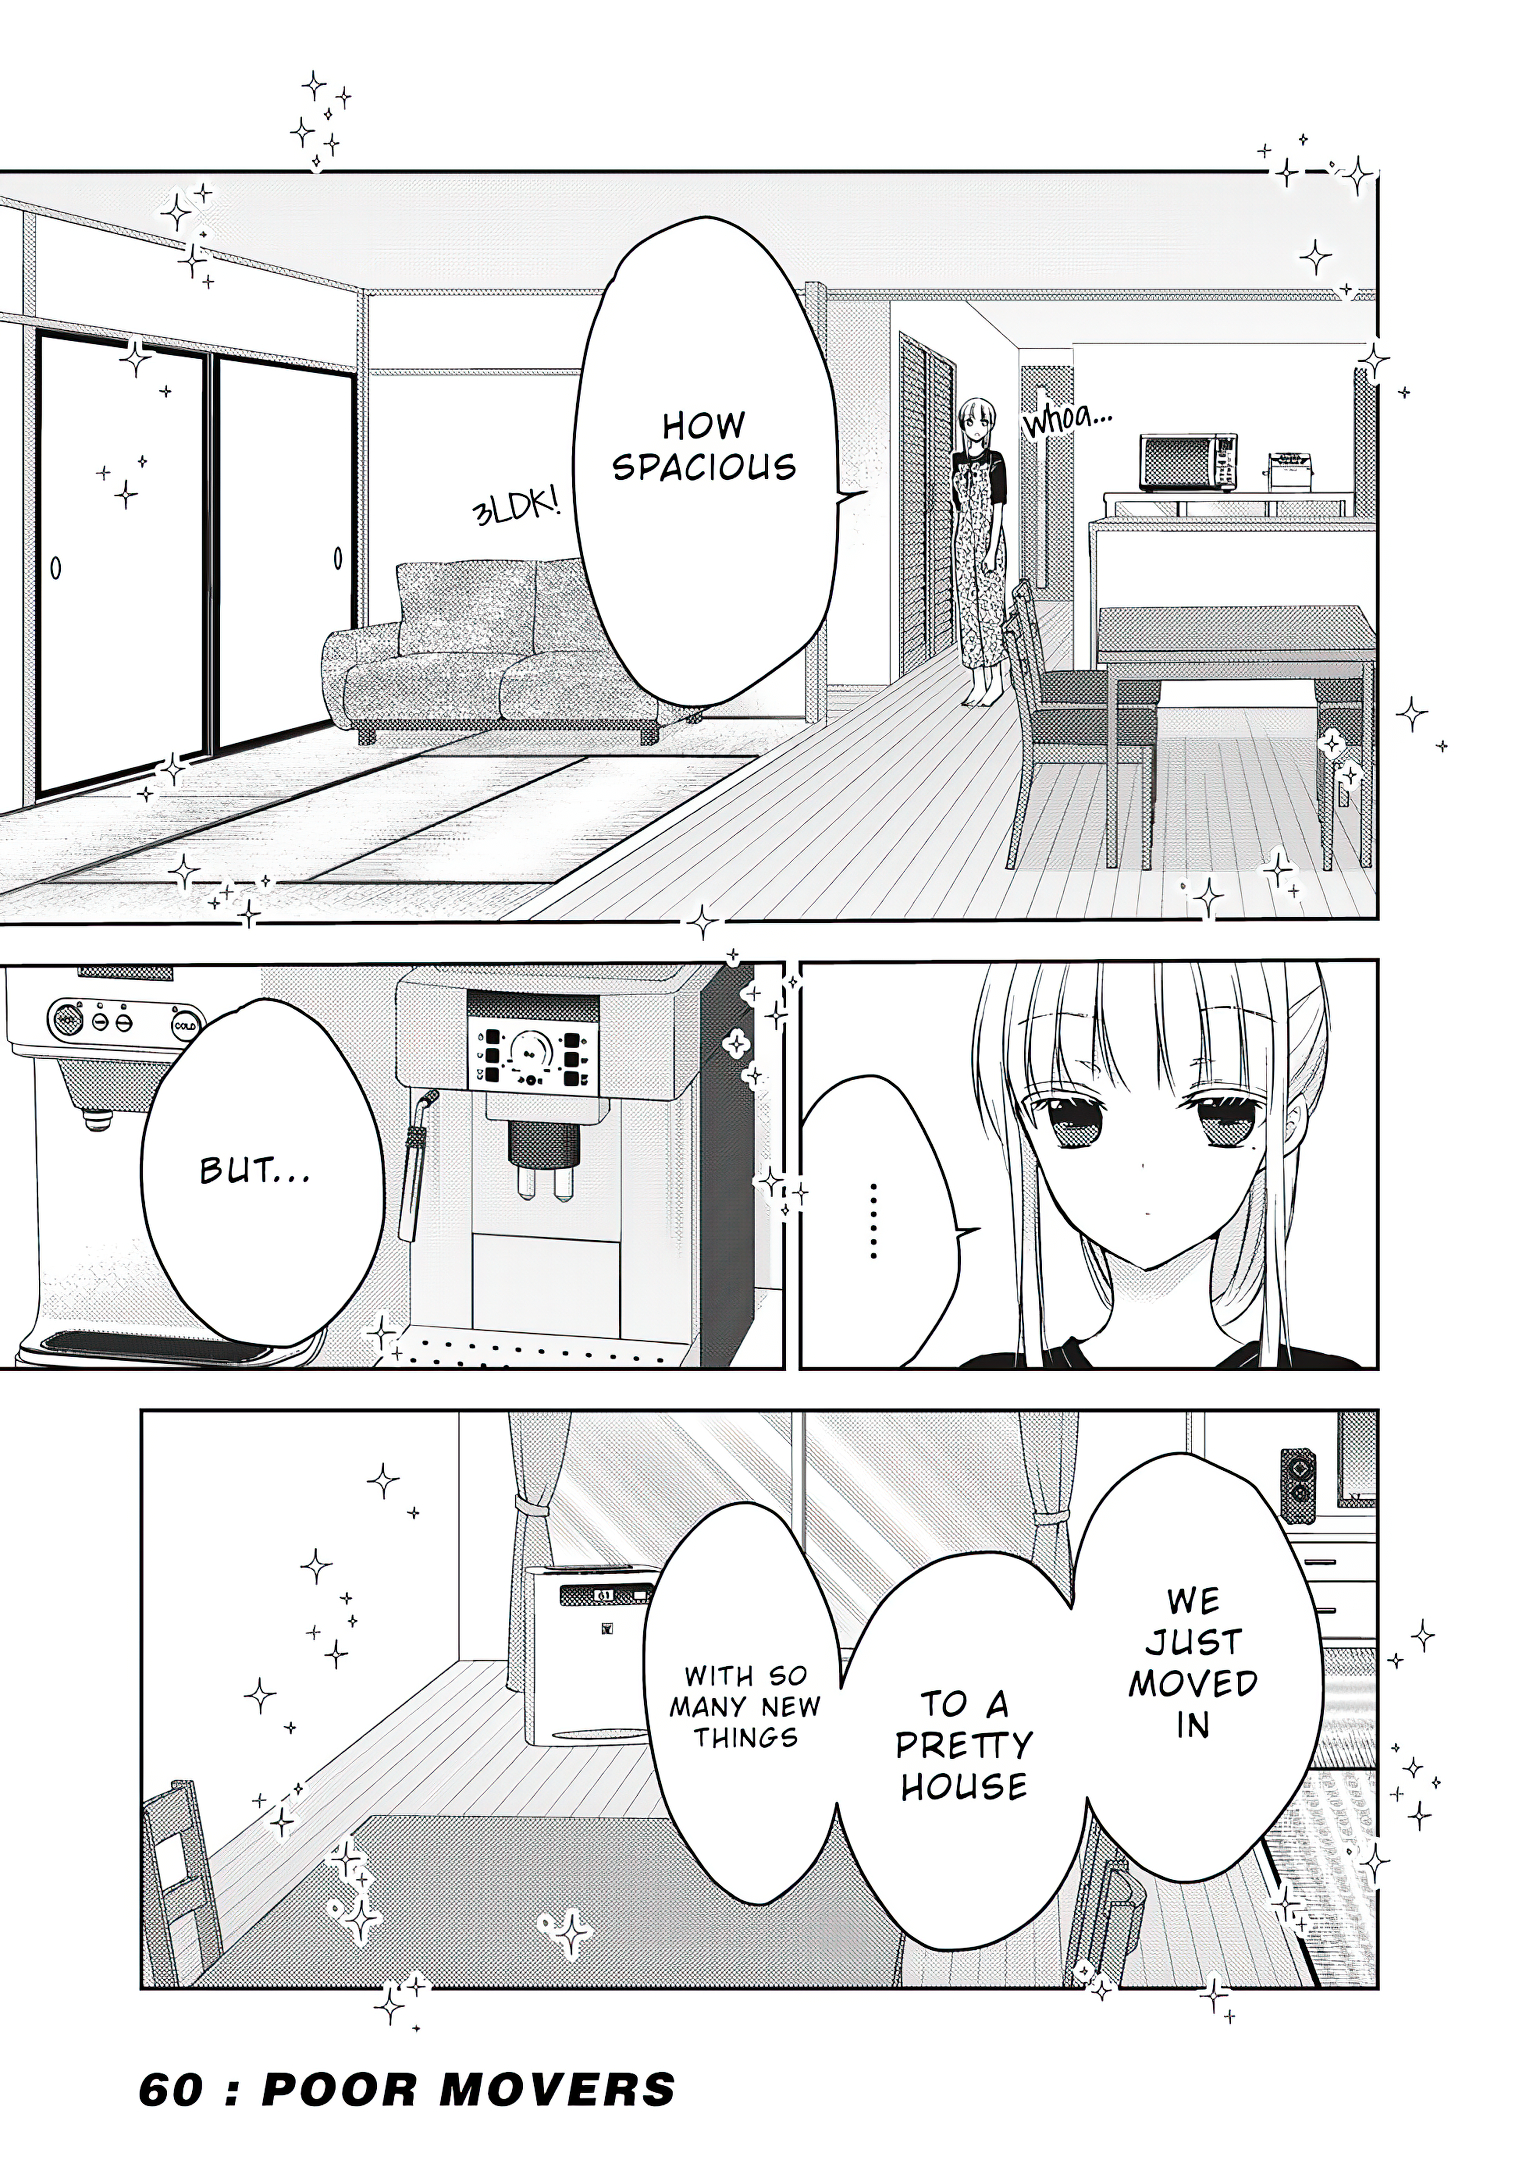 whoa...
HOW
SPACIOUS
3LDK!
.......
BUT...
COLD
WE
JUST
MOVED
IN
TO A
PRETTY
HOUSE
WITH SO
MANY NEW
THINGS
60 : POOR MOVERS